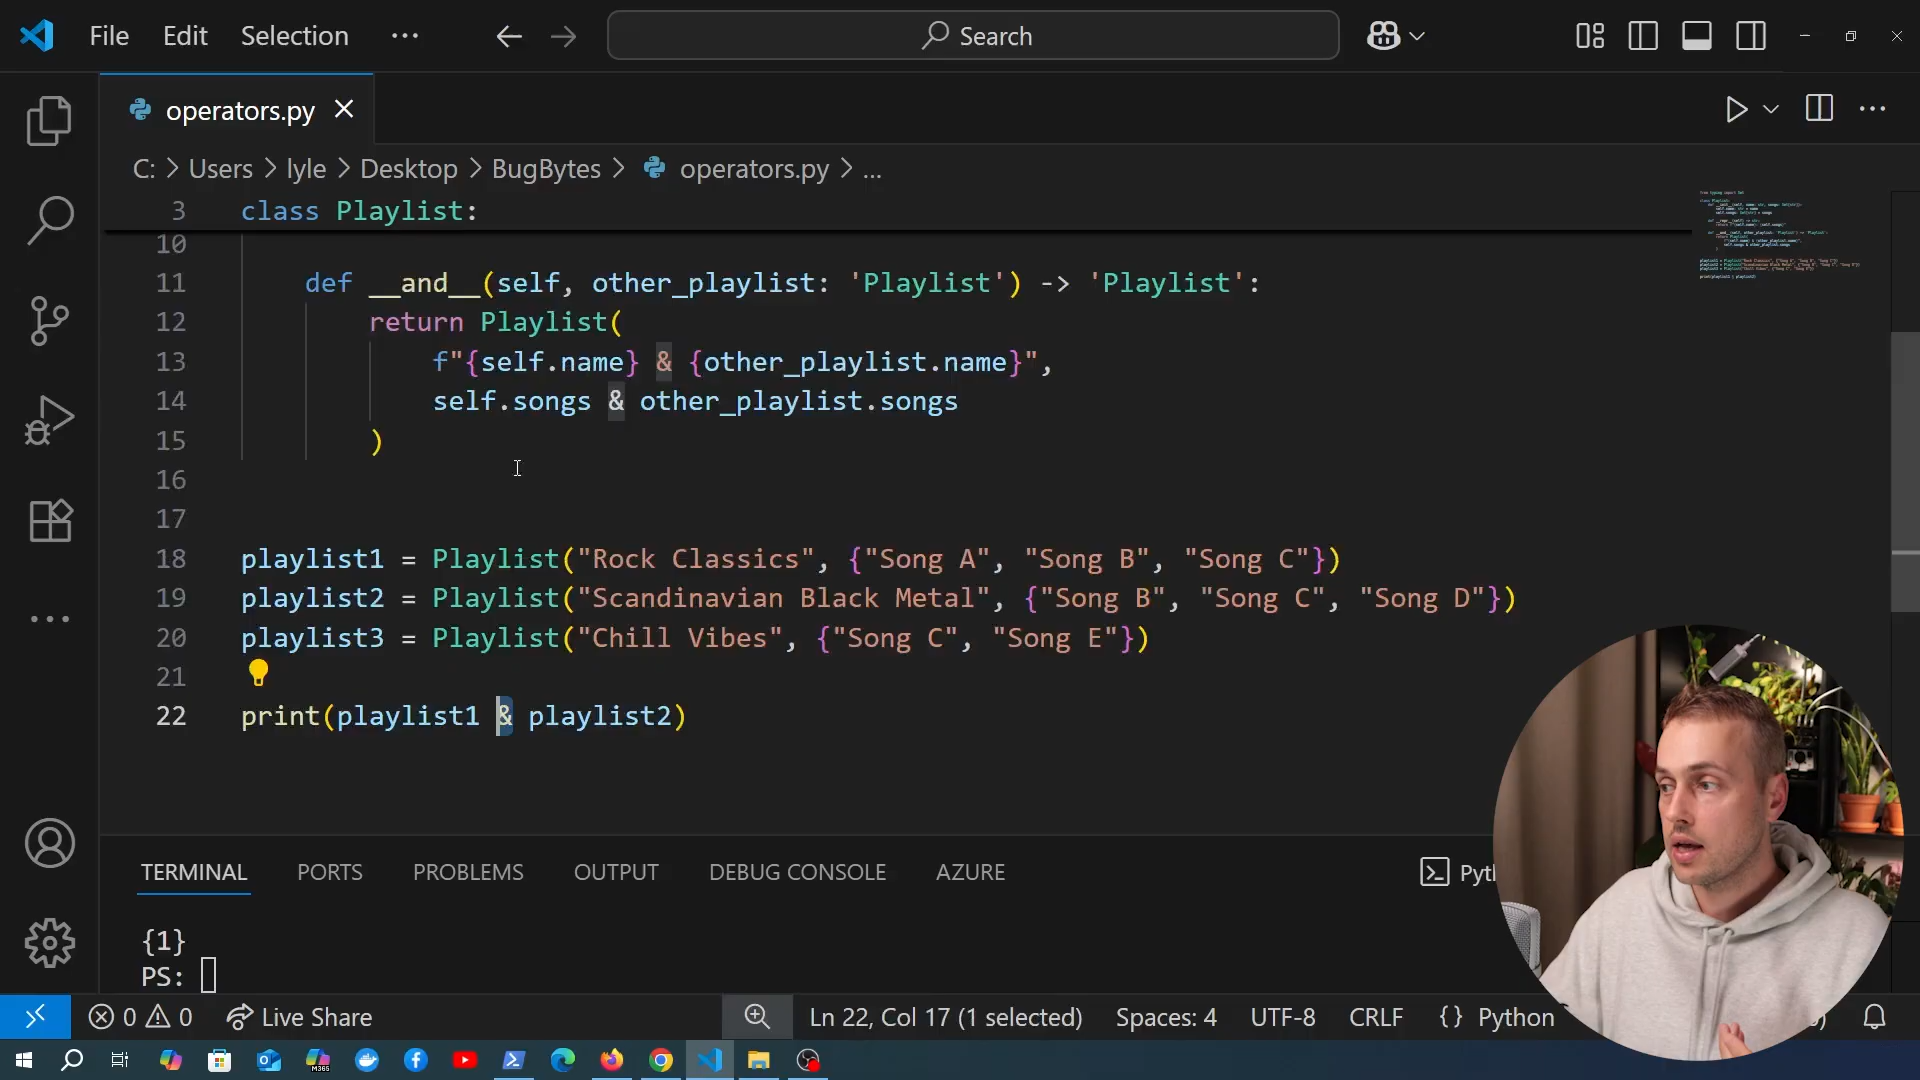 File Edit Selection ··· Search
operators.py
C: > Users > lyle > Desktop > BugBytes > operators.py > ...
3 class Playlist:
10
11 def __and__(self, other_playlist: 'Playlist') -> 'Playlist':
12 return Playlist(
13 f"{self.name} & {other_playlist.name}",
14 self.songs & other_playlist.songs
15 )
16
17
18 playlist1 = Playlist("Rock Classics", {"Song A", "Song B", "Song C"})
19 playlist2 = Playlist("Scandinavian Black Metal", {"Song B", "Song C", "Song D"})
20 playlist3 = Playlist("Chill Vibes", {"Song C", "Song E"})
21
22 print(playlist1 & playlist2)
TERMINAL PORTS PROBLEMS OUTPUT DEBUG CONSOLE AZURE
{1}
PS:
0 0 Live Share Ln 22, Col 17 (1 selected) Spaces: 4 UTF-8 CRLF {} Python